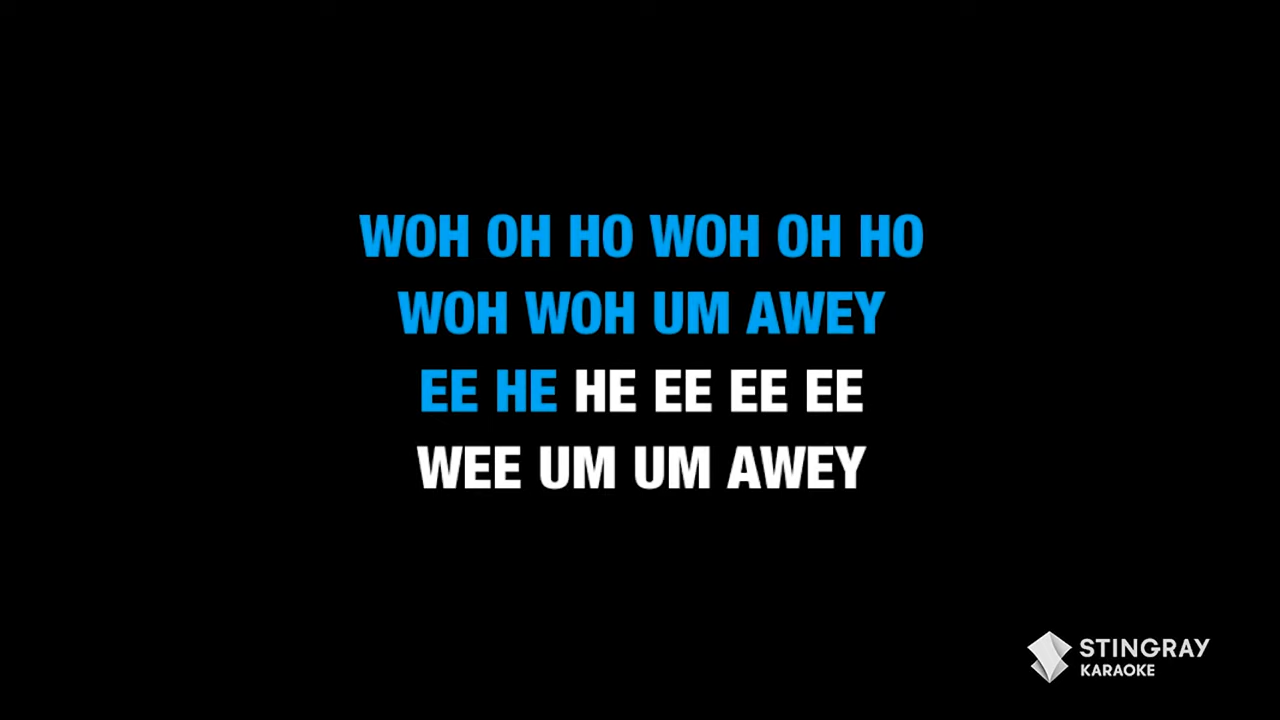 WOH OH HO WOH OH HO
WOH WOH UM AWEY
EE HE HE EE EE EE
WEE UM UM AWEY
STINGRAY
KARAOKE